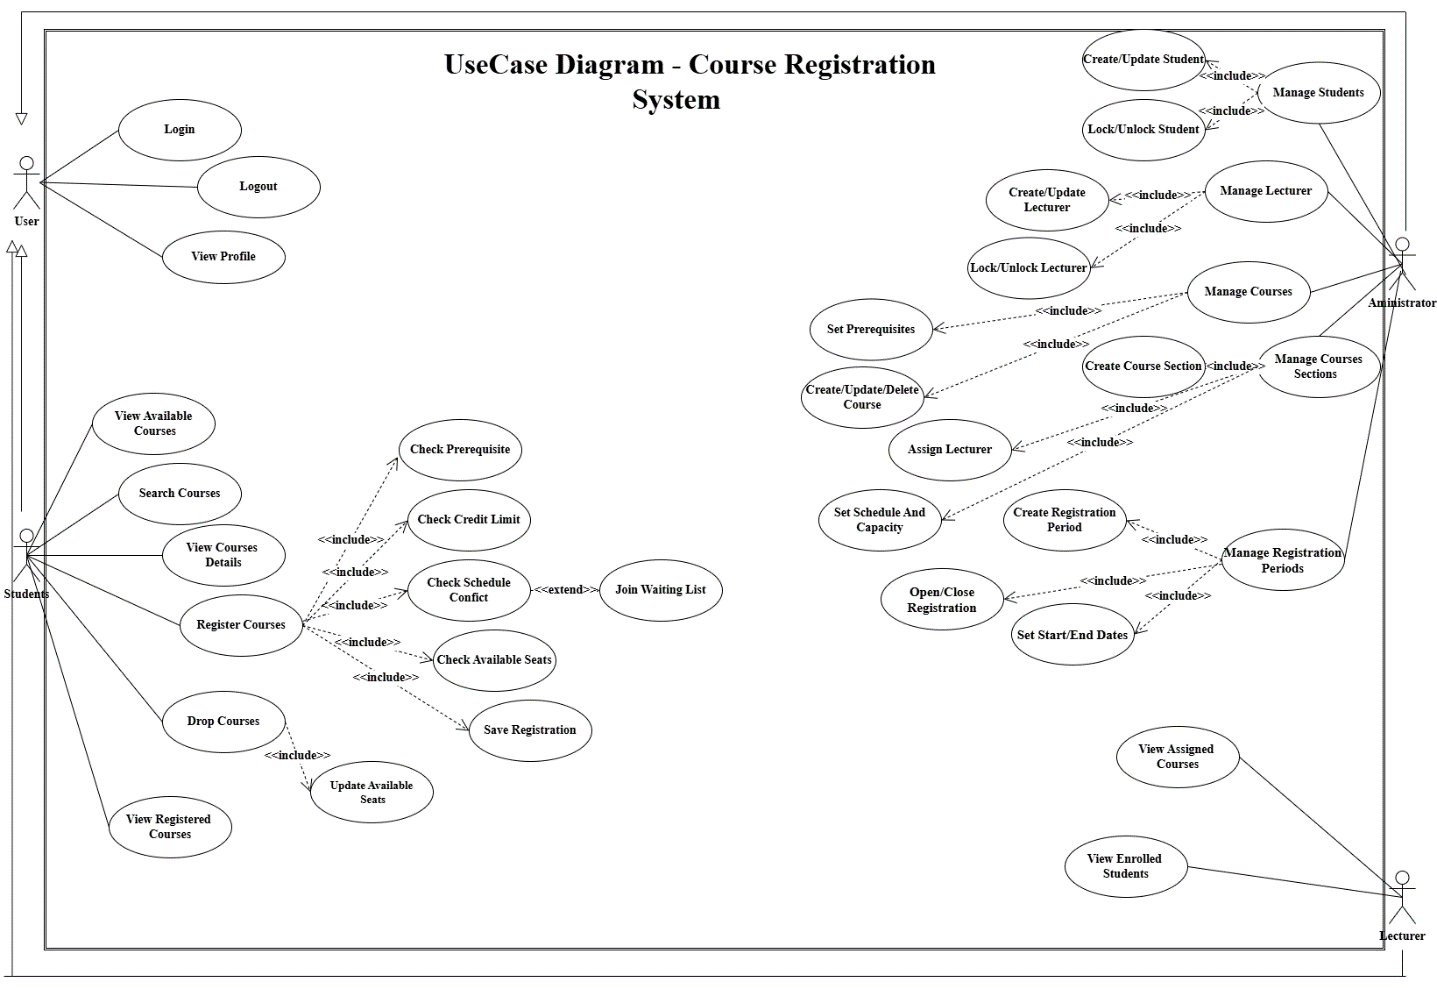 UseCase Diagram - Course Registration
System
Create/Update Student
<<include>>
Manage Students
<<include>>
Lock/Unlock Student
Login
Logout
User
View Profile
Create/Update
Lecturer
<<include>>
Manage Lecturer
<<include>>
Lock/Unlock Lecturer
Manage Courses
Aministrator
Set Prerequisites
<<include>>
<<include>>
Create/Update/Delete
Course
Create Course Section
<<include>>
Manage Courses
Sections
<<include>>
Assign Lecturer
<<include>>
Set Schedule And
Capacity
Create Registration
Period
<<include>>
Manage Registration
Periods
<<include>>
Open/Close
Registration
<<include>>
Set Start/End Dates
View Available
Courses
Search Courses
View Courses
Details
Students
Register Courses
Check Prerequisite
<<include>>
Check Credit Limit
<<include>>
Check Schedule
Confict
<<include>>
<<extend>>
Join Waiting List
<<include>>
Check Available Seats
<<include>>
Save Registration
Drop Courses
<<include>>
Update Available
Seats
View Registered
Courses
View Assigned
Courses
View Enrolled
Students
Lecturer